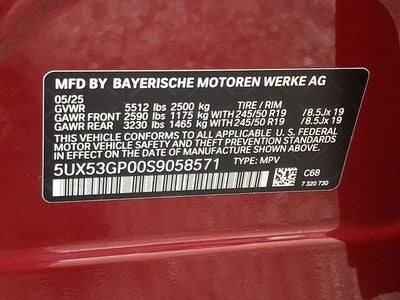 MFD BY BAYERISCHE MOTOREN WERKE AG
05/25
GVWR 5512 lbs 2500 kg TIRE / RIM
GAWR FRONT 2590 lbs 1175 kg WITH 245/50 R19 / 8.5Jx 19
GAWR REAR 3230 lbs 1465 kg WITH 245/50 R19 / 8.5Jx 19
THIS VEHICLE CONFORMS TO ALL APPLICABLE U. S. FEDERAL
MOTOR VEHICLE SAFETY, BUMPER, AND THEFT PREVENTION
STANDARDS IN EFFECT ON THE DATE OF MANUFACTURE SHOWN ABOVE.
5UX53GP00S9058571 TYPE: MPV
C68
7 320 730